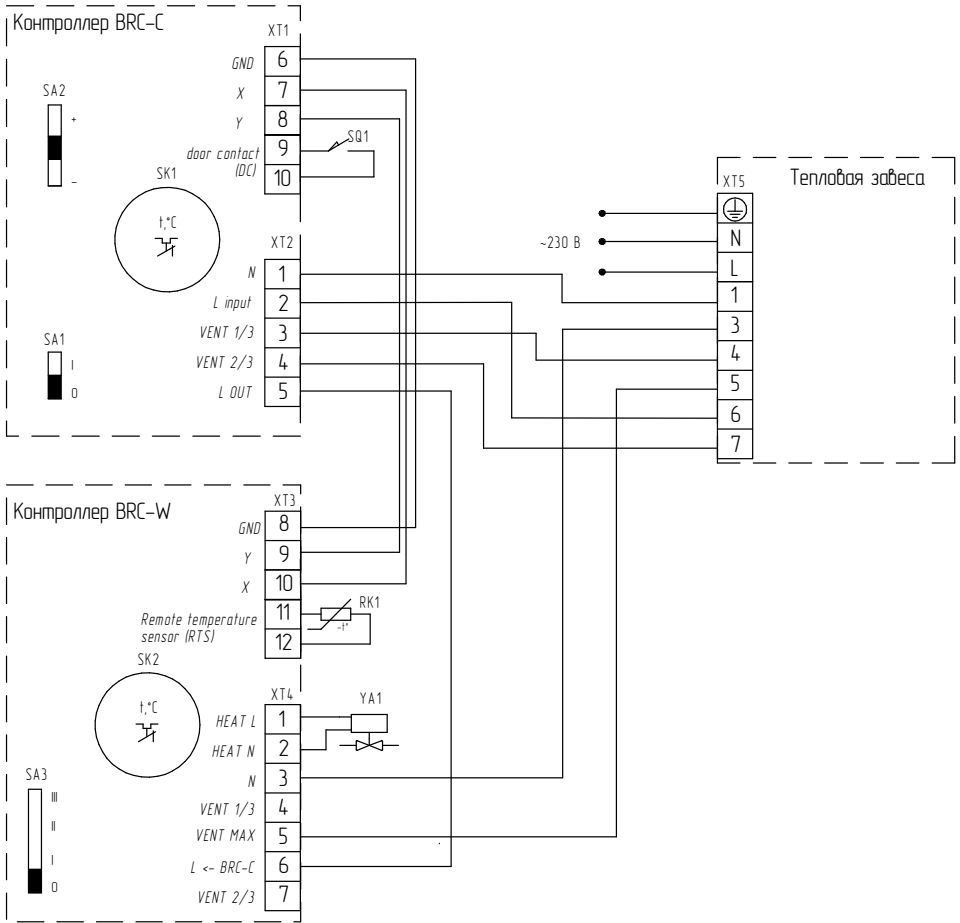 Контроллер BRC-C
XT1
GND 6
X 7
Y 8
door contact 9
(DC) 10
SQ1
SA2
+
-
SK1
t,°C
XT2
N 1
L input 2
VENT 1/3 3
VENT 2/3 4
L OUT 5
SA1
I
0
Тепловая завеса
XT5
~230 В
N
L
1
3
4
5
6
7
Контроллер BRC-W
XT3
GND 8
Y 9
X 10
Remote temperature 11
sensor (RTS) 12
RK1
-t°
SK2
t,°C
XT4
HEAT L 1
HEAT N 2
N 3
VENT 1/3 4
VENT MAX 5
L <- BRC-C 6
VENT 2/3 7
YA1
SA3
III
II
I
0